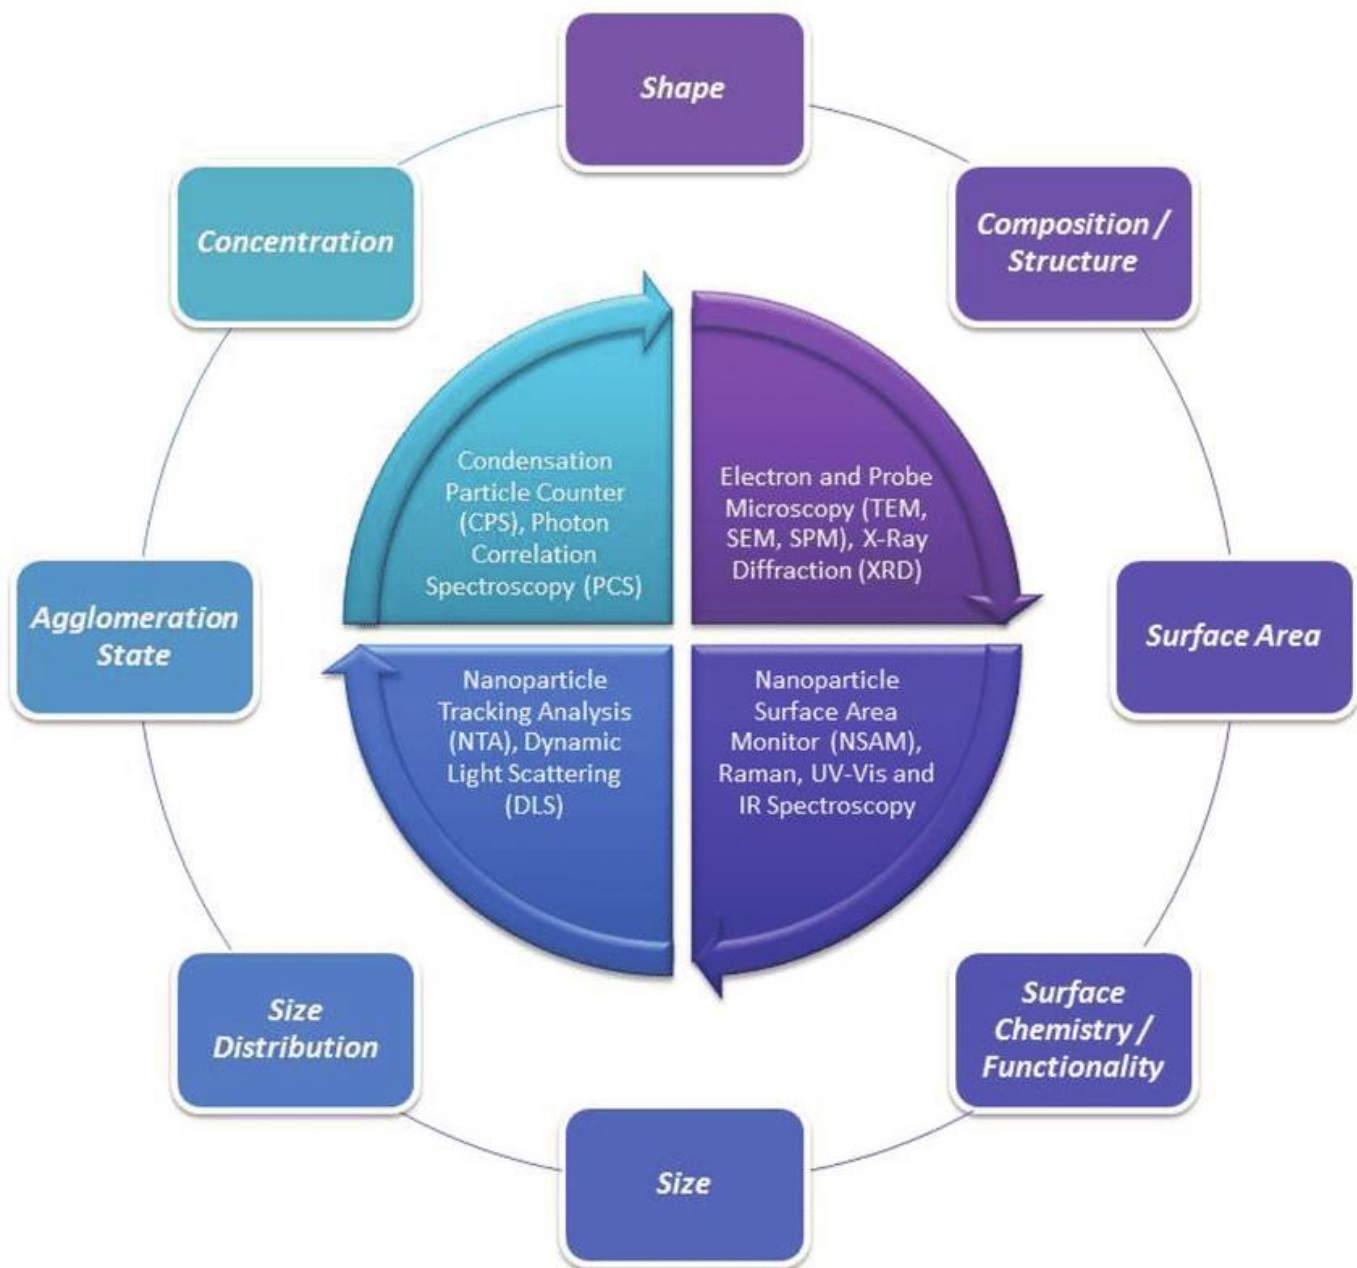 Shape
Composition /
Structure
Surface Area
Surface
Chemistry /
Functionality
Size
Size
Distribution
Agglomeration
State
Concentration
Condensation
Particle Counter
(CPS), Photon
Correlation
Spectroscopy (PCS)
Electron and Probe
Microscopy (TEM,
SEM, SPM), X-Ray
Diffraction (XRD)
Nanoparticle
Tracking Analysis
(NTA), Dynamic
Light Scattering
(DLS)
Nanoparticle
Surface Area
Monitor (NSAM),
Raman, UV-Vis and
IR Spectroscopy